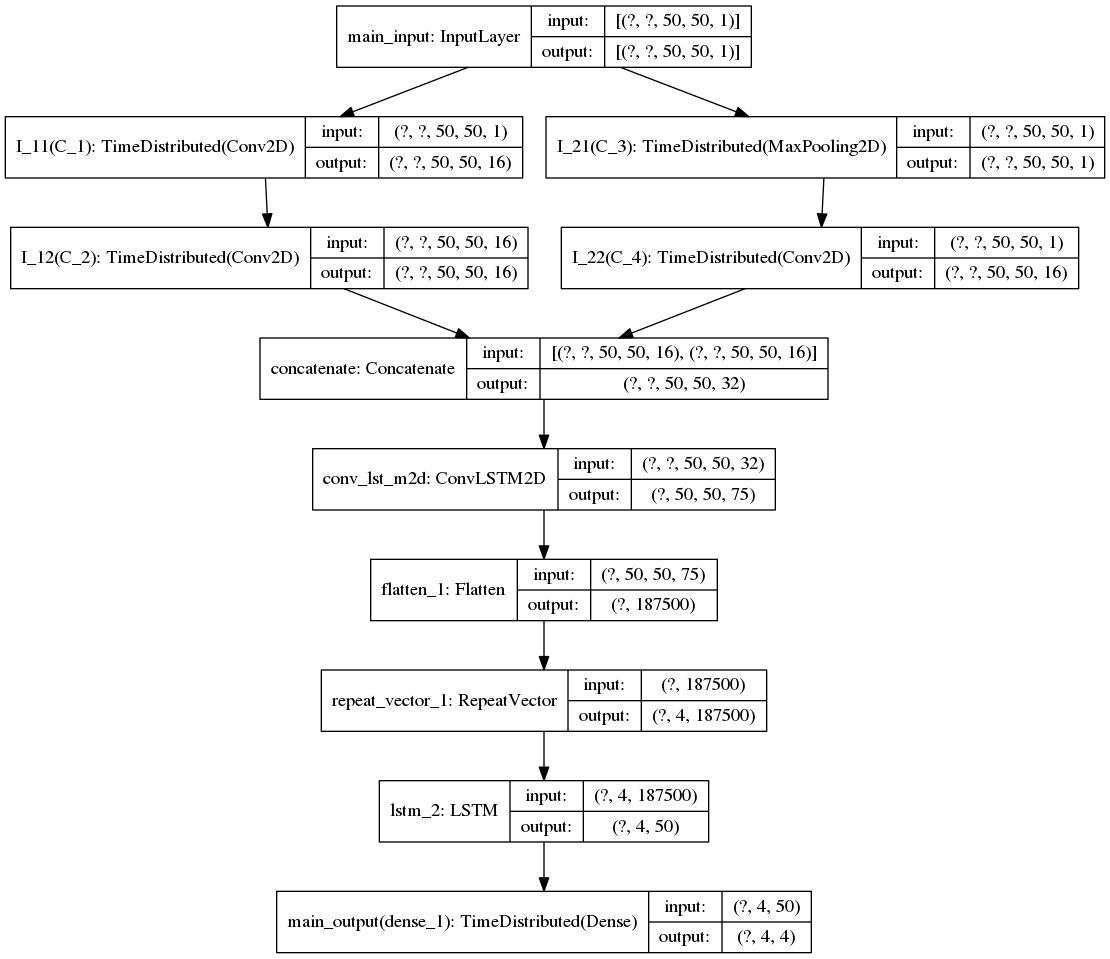 main_input: InputLayer
input:
[(?, ?, 50, 50, 1)]
output:
[(?, ?, 50, 50, 1)]
I_11(C_1): TimeDistributed(Conv2D)
input:
(?, ?, 50, 50, 1)
output:
(?, ?, 50, 50, 16)
I_21(C_3): TimeDistributed(MaxPooling2D)
input:
(?, ?, 50, 50, 1)
output:
(?, ?, 50, 50, 1)
I_12(C_2): TimeDistributed(Conv2D)
input:
(?, ?, 50, 50, 16)
output:
(?, ?, 50, 50, 16)
I_22(C_4): TimeDistributed(Conv2D)
input:
(?, ?, 50, 50, 1)
output:
(?, ?, 50, 50, 16)
concatenate: Concatenate
input:
[(?, ?, 50, 50, 16), (?, ?, 50, 50, 16)]
output:
(?, ?, 50, 50, 32)
conv_lst_m2d: ConvLSTM2D
input:
(?, ?, 50, 50, 32)
output:
(?, 50, 50, 75)
flatten_1: Flatten
input:
(?, 50, 50, 75)
output:
(?, 187500)
repeat_vector_1: RepeatVector
input:
(?, 187500)
output:
(?, 4, 187500)
lstm_2: LSTM
input:
(?, 4, 187500)
output:
(?, 4, 50)
main_output(dense_1): TimeDistributed(Dense)
input:
(?, 4, 50)
output:
(?, 4, 4)